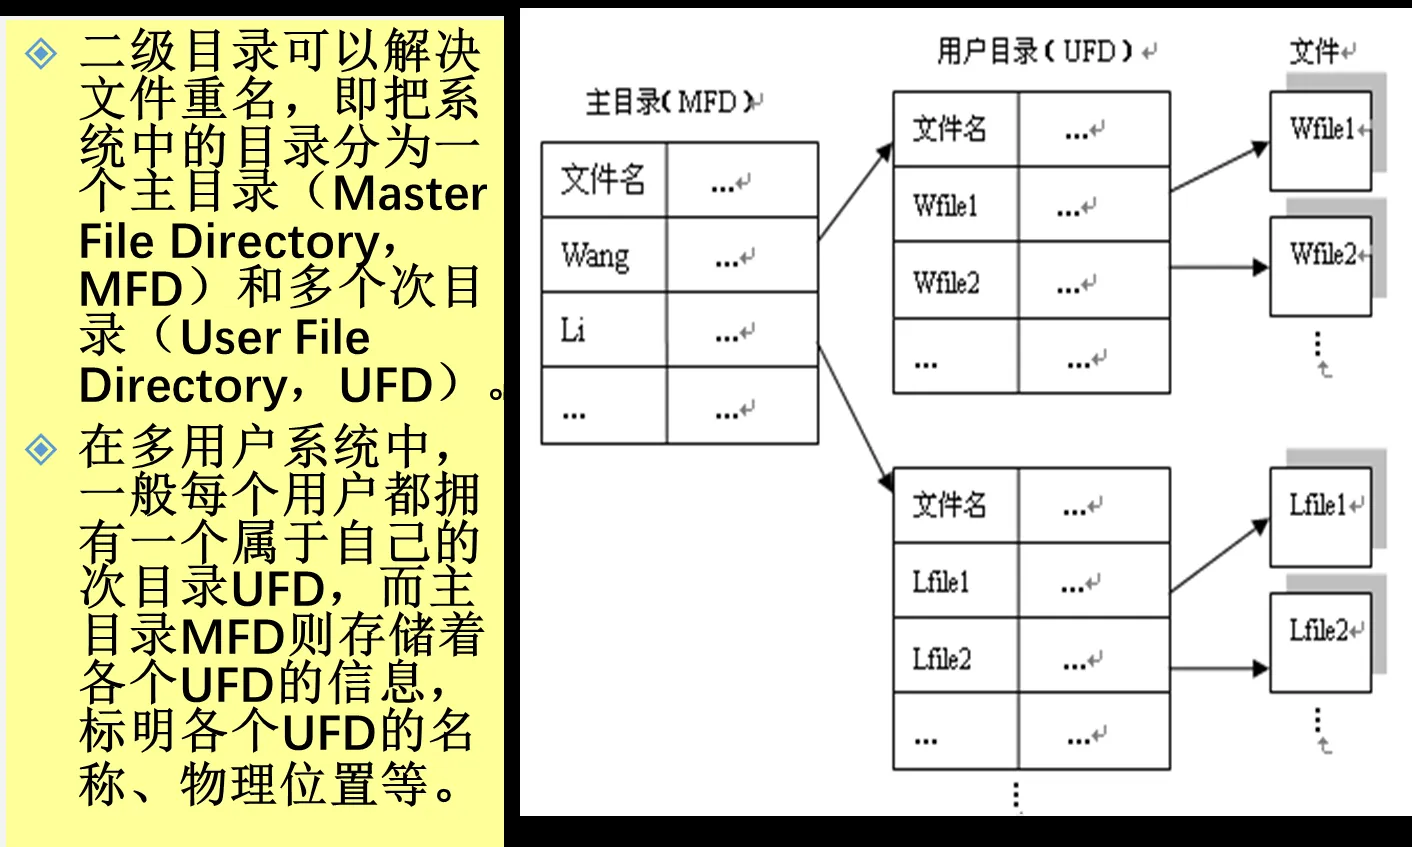 二级目录可以解决
文件重名，即把系
统中的目录分为一
个主目录（Master
File Directory，
MFD）和多个次目
录（User File
Directory，UFD）。
在多用户系统中，
一般每个用户都拥
有一个属于自己的
次目录UFD，而主
目录MFD则存储着
各个UFD的信息，
标明各个UFD的名
称、物理位置等。
主目录(MFD)
文件名 ...
Wang ...
Li ...
... ...
用户目录(UFD)
文件名 ...
Wfile1 ...
Wfile2 ...
... ...
文件名 ...
Lfile1 ...
Lfile2 ...
... ...
文件
Wfile1
Wfile2
Lfile1
Lfile2